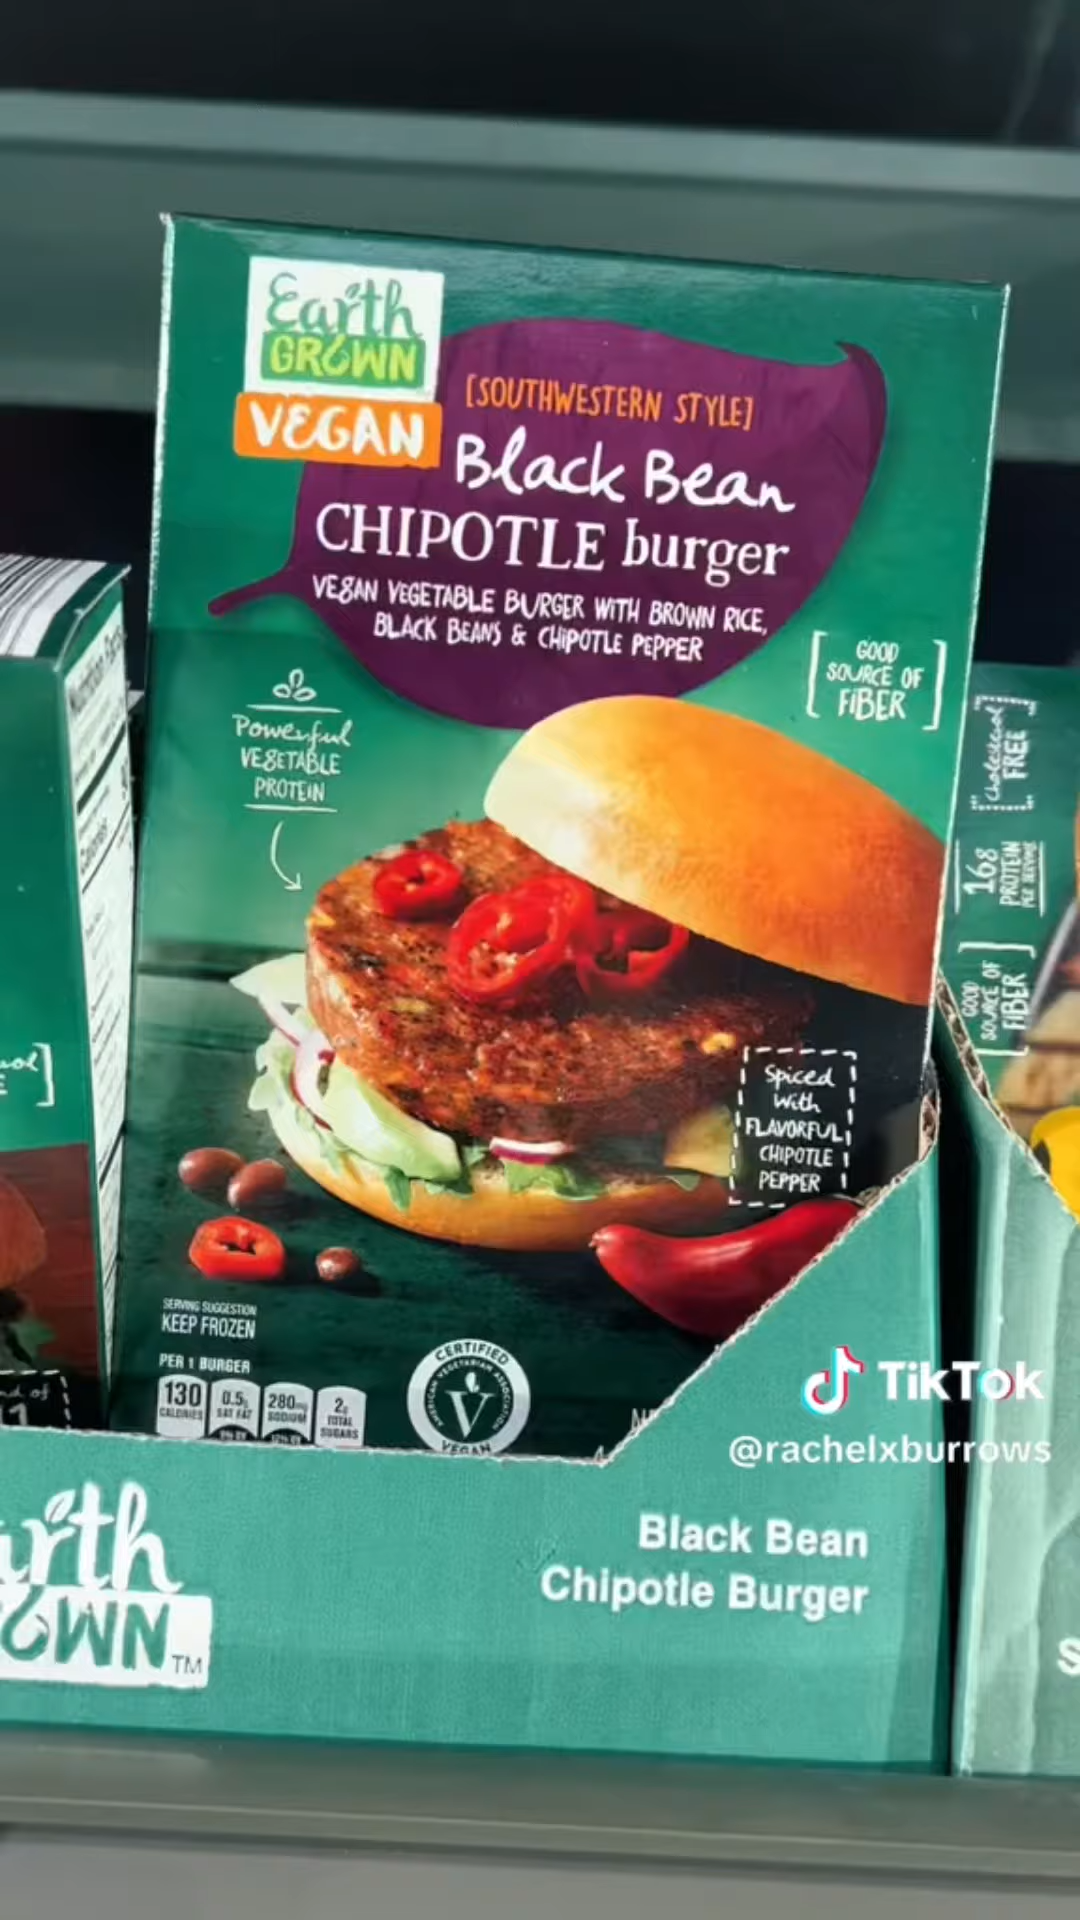 Earth
GROWN
VEGAN
[SOUTHWESTERN STYLE]
Black Bean
CHIPOTLE burger
VEGAN VEGETABLE BURGER WITH BROWN RICE,
BLACK BEANS & CHIPOTLE PEPPER
GOOD
SOURCE OF
FIBER
Powerful
VEGETABLE
PROTEIN
Spiced
With
FLAVORFUL
CHIPOTLE
PEPPER
SERVING SUGGESTION
KEEP FROZEN
PER 1 BURGER
130
CALORIES
0.5g
SAT FAT
280mg
SODIUM
2g
TOTAL
SUGARS
CERTIFIED
AMERICAN VEGETARIAN ASSOCIATION
V
VEGAN
Cholesterol
FREE
16g
PROTEIN
PER SERVING
GOOD
SOURCE OF
FIBER
TikTok
@rachelxburrows
Black Bean
Chipotle Burger
arth
OWN TM